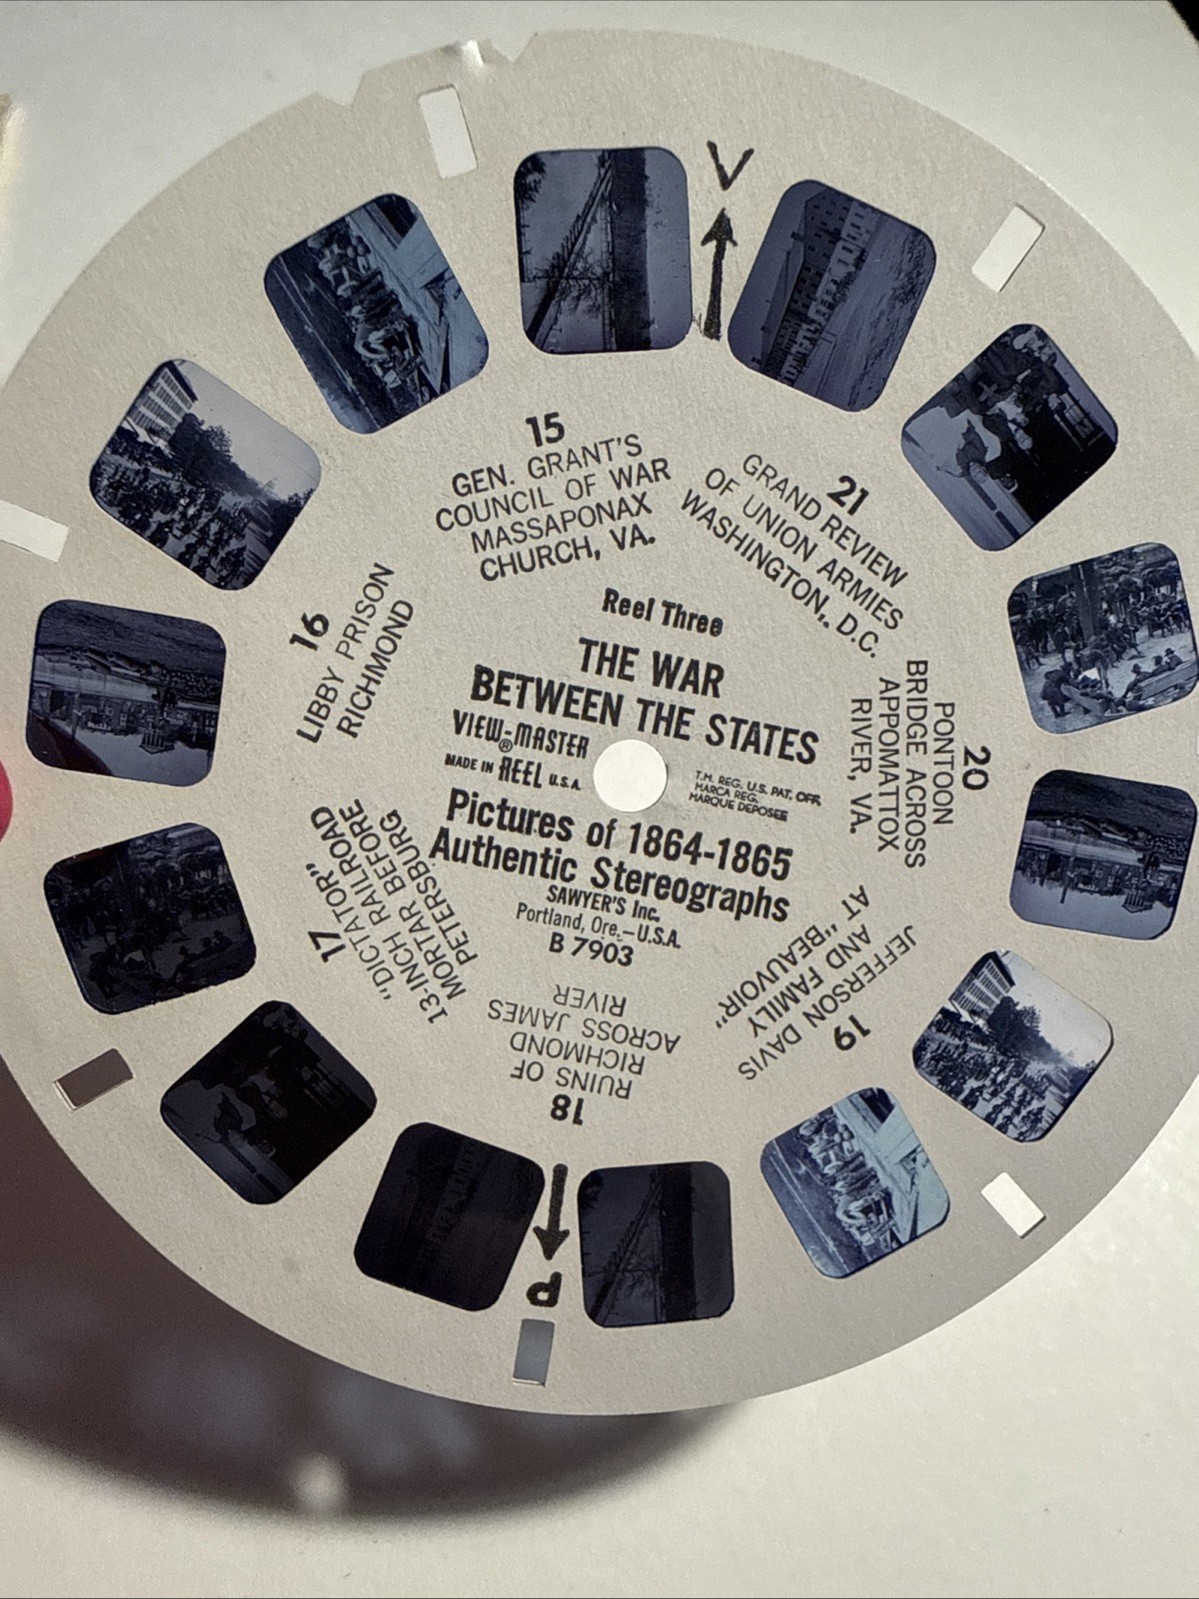 V
15
GEN. GRANT'S
COUNCIL OF WAR
MASSAPONAX
CHURCH, VA.
21
GRAND REVIEW
OF UNION ARMIES
WASHINGTON, D.C.
16
LIBBY PRISON
RICHMOND
20
PONTOON
BRIDGE ACROSS
APPOMATTOX
RIVER, VA.
Reel Three
THE WAR
BETWEEN THE STATES
VIEW-MASTER
®
MADE IN REEL U.S.A.
T.M. REG. U.S. PAT. OFF.
MARCA REG.
MARQUE DEPOSEE
Pictures of 1864-1865
Authentic Stereographs
SAWYER'S Inc.
Portland, Ore.—U.S.A.
B 7903
17
"DICTATOR"
13-INCH RAILROAD
MORTAR BEFORE
PETERSBURG
19
JEFFERSON DAVIS
AND FAMILY
AT "BEAUVOIR"
18
RUINS OF
RICHMOND
ACROSS JAMES
RIVER
P